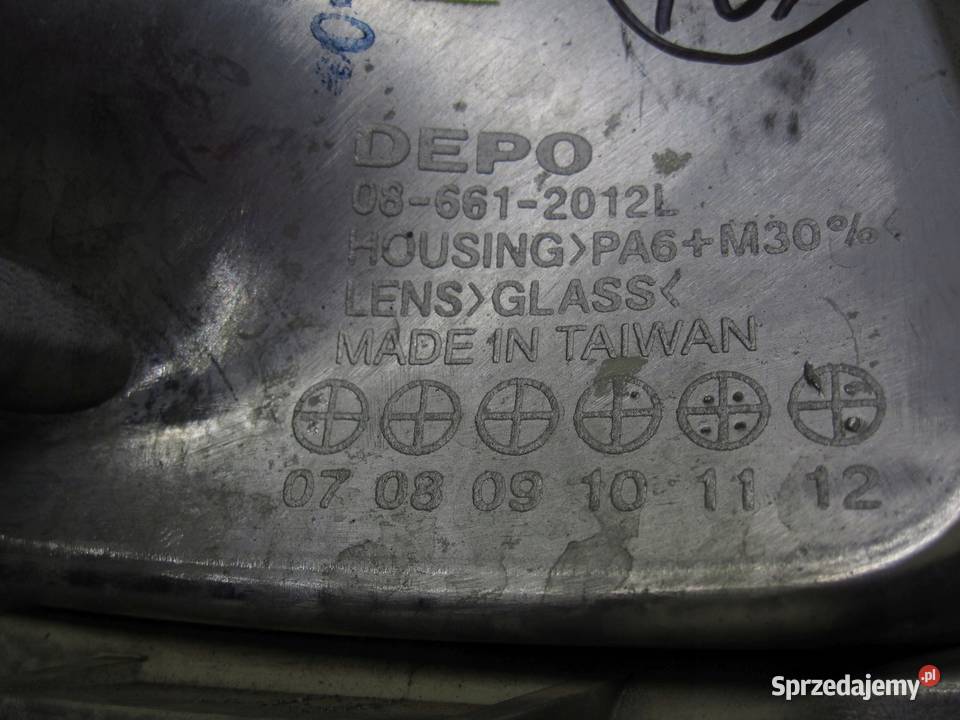 DEPO
08-661-2012L
HOUSING>PA6+M30%<
LENS>GLASS<
MADE IN TAIWAN
07 08 09 10 11 12
Sprzedajemy.pl